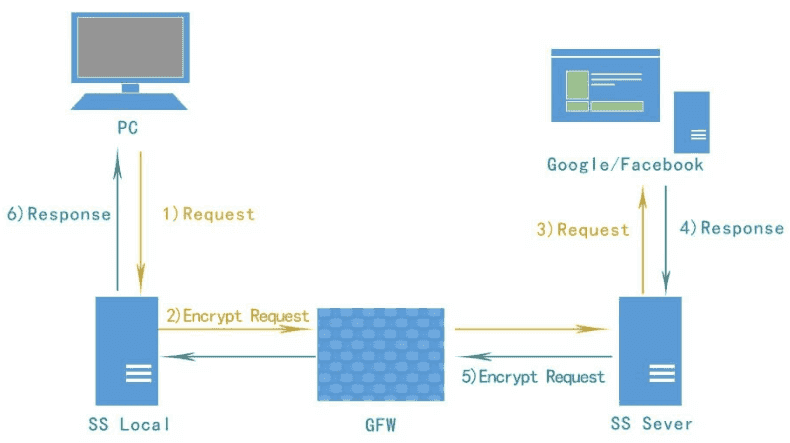 PC
Google/Facebook
6)Response
1)Request
3)Request
4)Response
2)Encrypt Request
5)Encrypt Request
SS Local
GFW
SS Sever